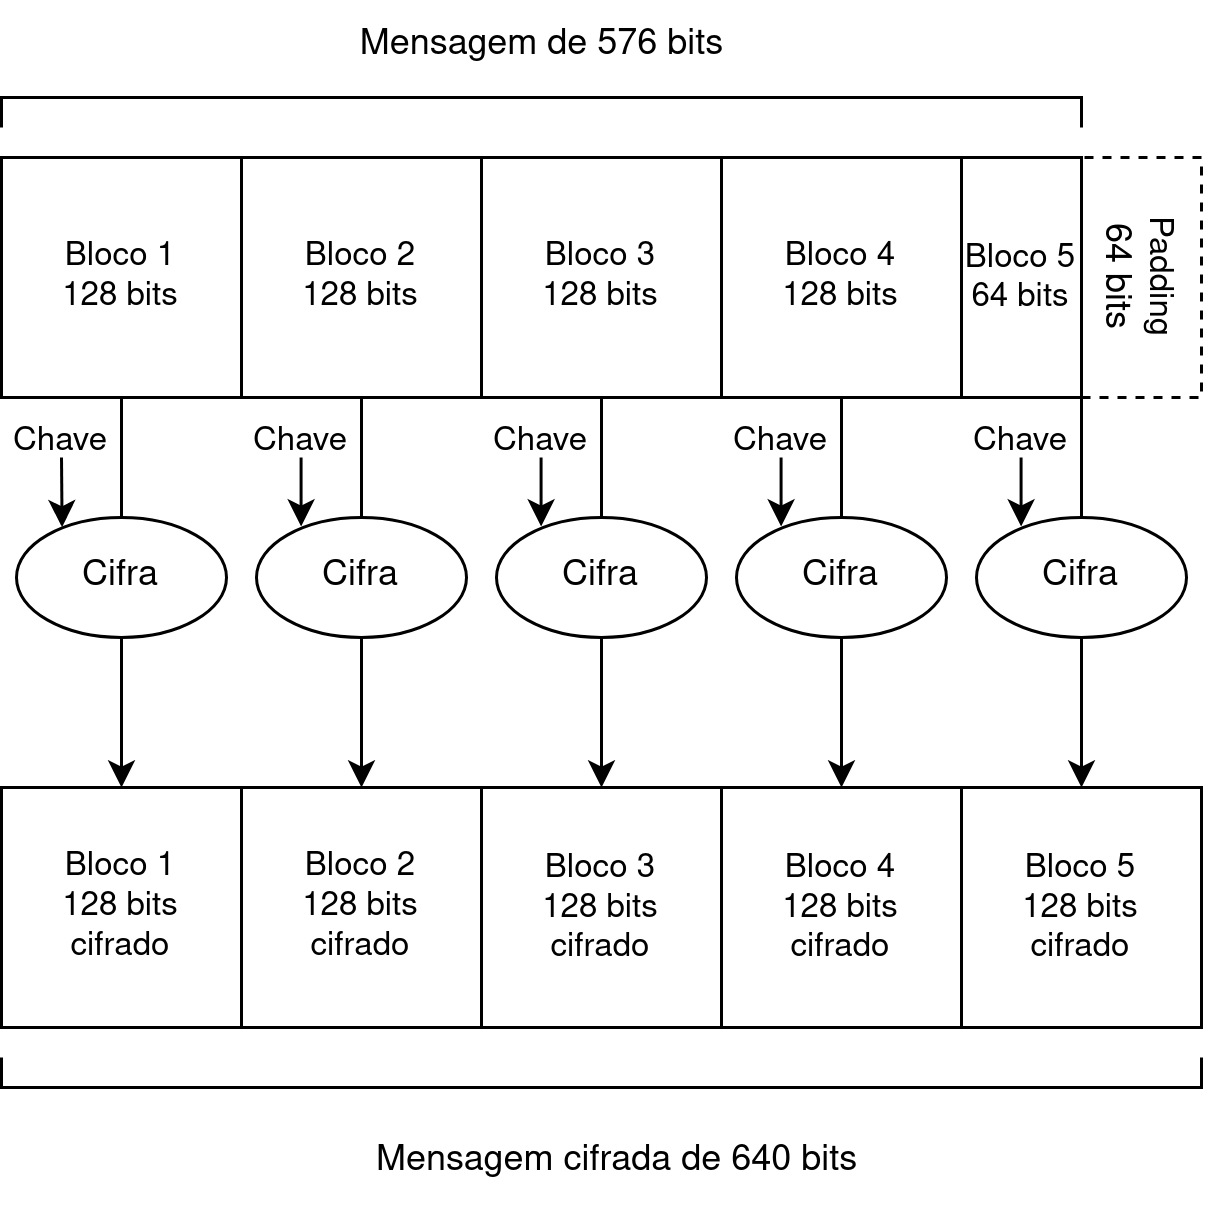 Mensagem de 576 bits
Bloco 1
128 bits
Bloco 2
128 bits
Bloco 3
128 bits
Bloco 4
128 bits
Bloco 5
64 bits
Padding
64 bits
Chave
Chave
Chave
Chave
Chave
Cifra
Cifra
Cifra
Cifra
Cifra
Bloco 1
128 bits
cifrado
Bloco 2
128 bits
cifrado
Bloco 3
128 bits
cifrado
Bloco 4
128 bits
cifrado
Bloco 5
128 bits
cifrado
Mensagem cifrada de 640 bits